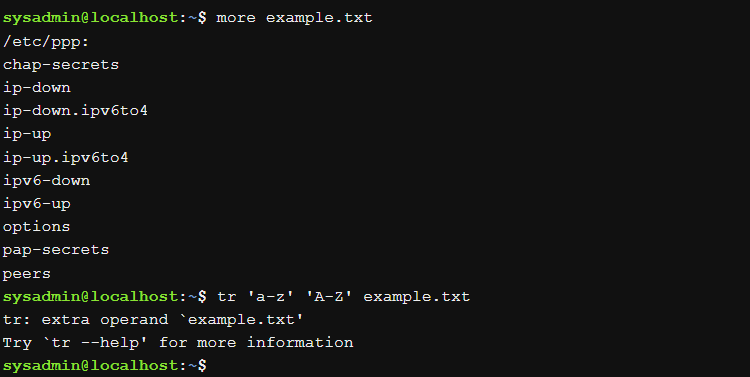 sysadmin@localhost:~$ more example.txt
/etc/ppp:
chap-secrets
ip-down
ip-down.ipv6to4
ip-up
ip-up.ipv6to4
ipv6-down
ipv6-up
options
pap-secrets
peers
sysadmin@localhost:~$ tr 'a-z' 'A-Z' example.txt
tr: extra operand `example.txt'
Try `tr --help' for more information
sysadmin@localhost:~$